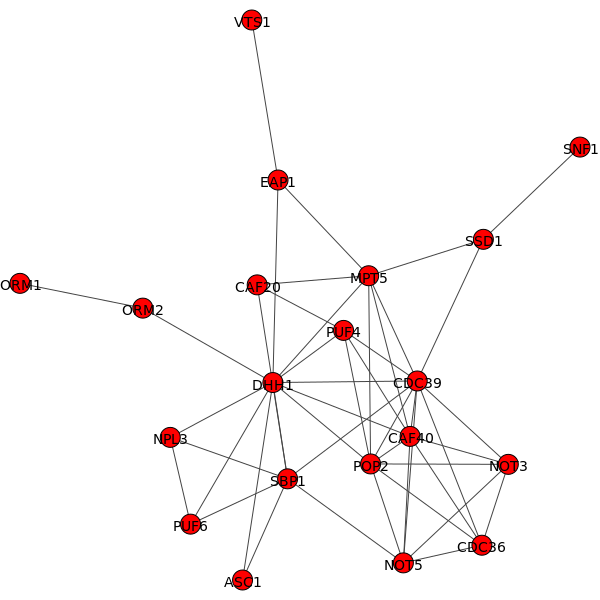 VTS1
SNF1
EAP1
SSD1
MPT5
ORM1
CAF20
ORM2
PUF4
DHH1
CDC39
NPL3
CAF40
POP2
NOT3
SBP1
PUF6
CDC36
NOT5
ASC1